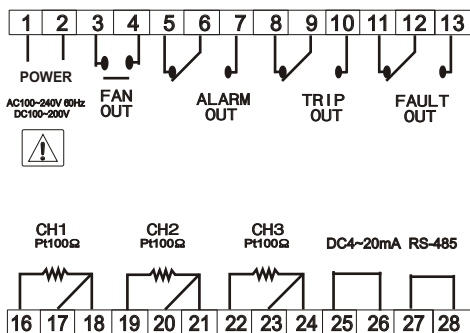 1 2 3 4 5 6 7 8 9 10 11 12 13
POWER
AC100~240V 60Hz
DC100~200V
FAN
OUT
ALARM
OUT
TRIP
OUT
FAULT
OUT
CH1
Pt100Ω
CH2
Pt100Ω
CH3
Pt100Ω
DC4~20mA RS-485
16 17 18 19 20 21 22 23 24 25 26 27 28